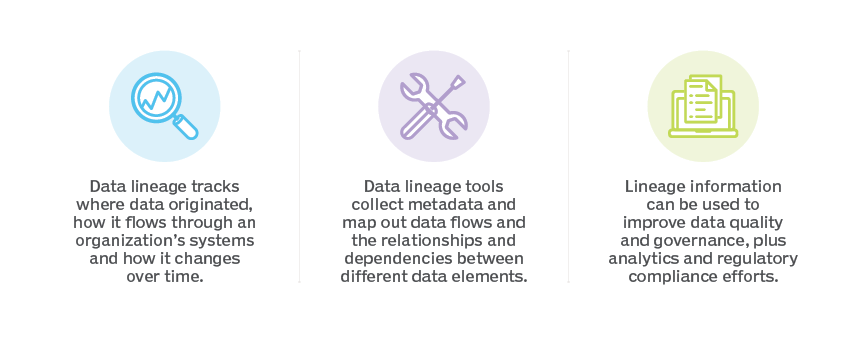 Data lineage tracks
where data originated,
how it flows through an
organization’s systems
and how it changes
over time.
Data lineage tools
collect metadata and
map out data flows and
the relationships and
dependencies between
different data elements.
Lineage information
can be used to
improve data quality
and governance, plus
analytics and regulatory
compliance efforts.